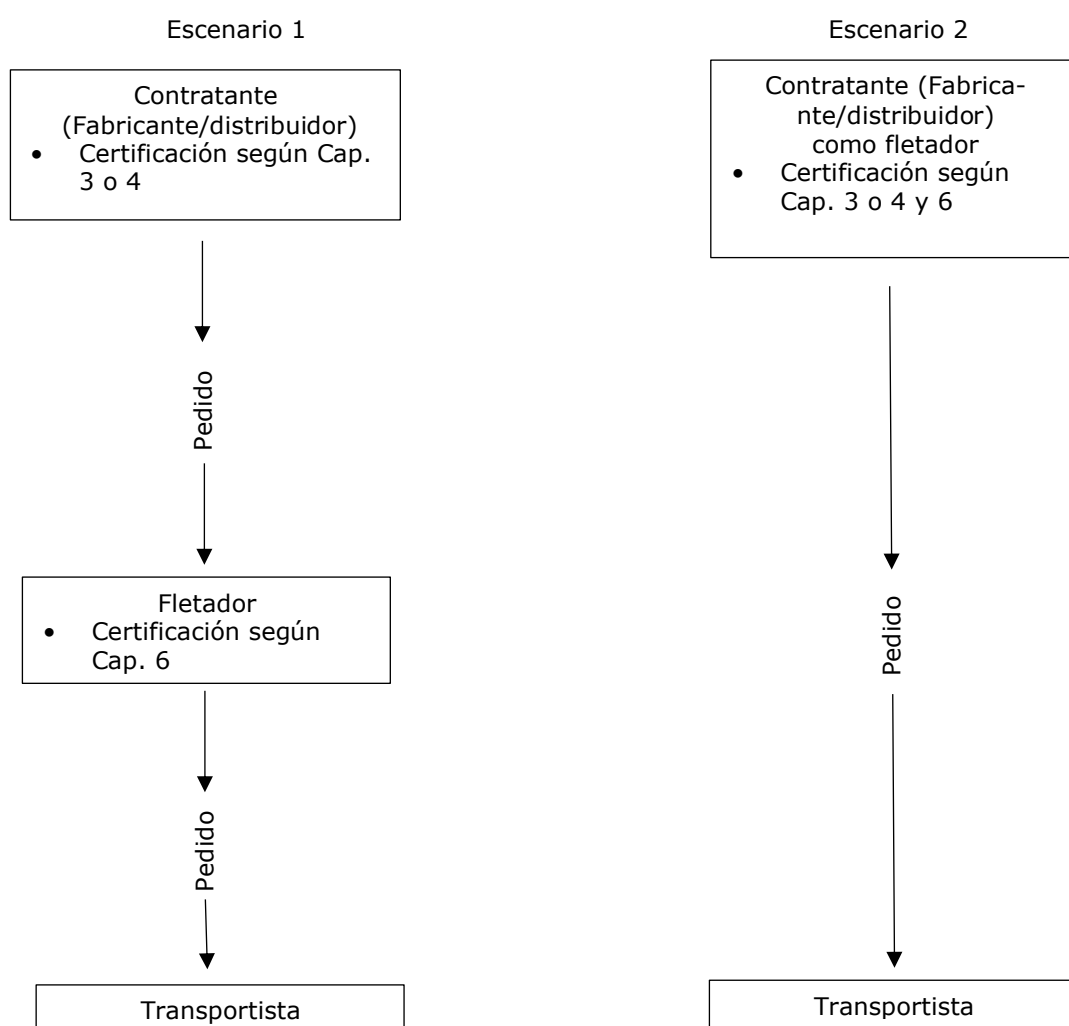 Escenario 1
Contratante
(Fabricante/distribuidor)
• Certificación según Cap.
3 o 4
Pedido
Fletador
• Certificación según
Cap. 6
Pedido
Transportista
Escenario 2
Contratante (Fabrica-
nte/distribuidor)
como fletador
• Certificación según
Cap. 3 o 4 y 6
Pedido
Transportista